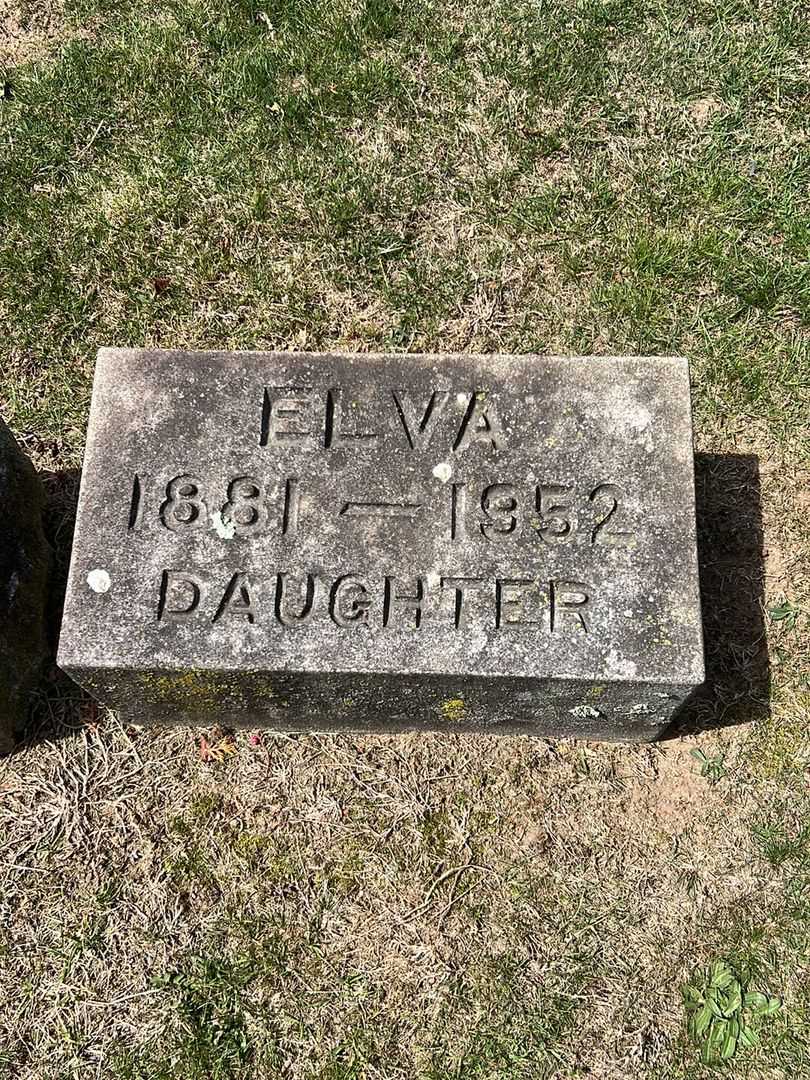 ELVA
1881 — 1952
DAUGHTER